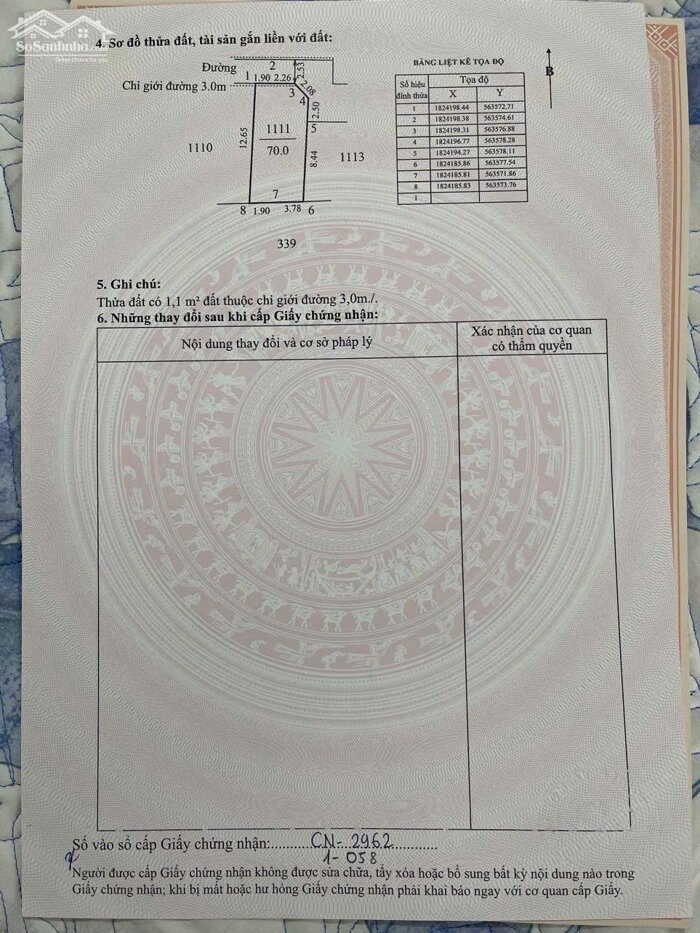 SoSanhnha
Great choice for you
4. Sơ đồ thửa đất, tài sản gắn liền với đất:
Đường
Chỉ giới đường 3.0m
1 2 3 4 5 6 7 8
1.90 2.26 2.53
2.08
2.50
12.65
8.44
1111
70.0
1110
1113
1.90 3.78
339
BẢNG LIỆT KÊ TỌA ĐỘ
Số hiệu đỉnh thửa Tọa độ
X Y
1 1824198.44 563572.71
2 1824198.38 563574.61
3 1824198.31 563576.88
4 1824196.77 563578.28
5 1824194.27 563578.11
6 1824185.86 563577.54
7 1824185.81 563571.86
8 1824185.83 563573.76
1
B
5. Ghi chú:
Thửa đất có 1,1 m² đất thuộc chỉ giới đường 3,0m./.
6. Những thay đổi sau khi cấp Giấy chứng nhận:
Nội dung thay đổi và cơ sở pháp lý
Xác nhận của cơ quan
có thẩm quyền
Số vào sổ cấp Giấy chứng nhận:..........CN-2962...........
1-058
Người được cấp Giấy chứng nhận không được sửa chữa, tẩy xóa hoặc bổ sung bất kỳ nội dung nào trong
Giấy chứng nhận; khi bị mất hoặc hư hỏng Giấy chứng nhận phải khai báo ngay với cơ quan cấp Giấy.